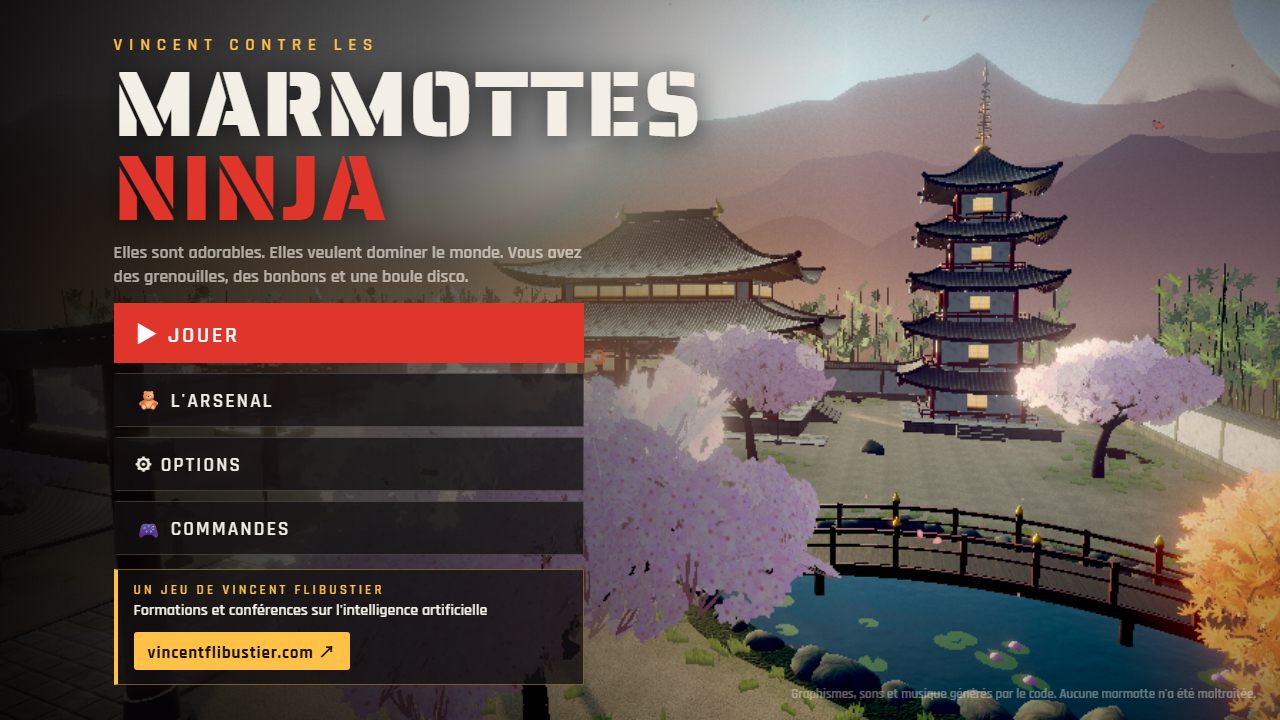 VINCENT CONTRE LES
MARMOTTES
NINJA
Elles sont adorables. Elles veulent dominer le monde. Vous avez
des grenouilles, des bonbons et une boule disco.
JOUER
L'ARSENAL
OPTIONS
COMMANDES
UN JEU DE VINCENT FLIBUSTIER
Formations et conférences sur l'intelligence artificielle
vincentflibustier.com ↗
Graphismes, sons et musique générés par le code. Aucune marmotte n'a été maltraitée.